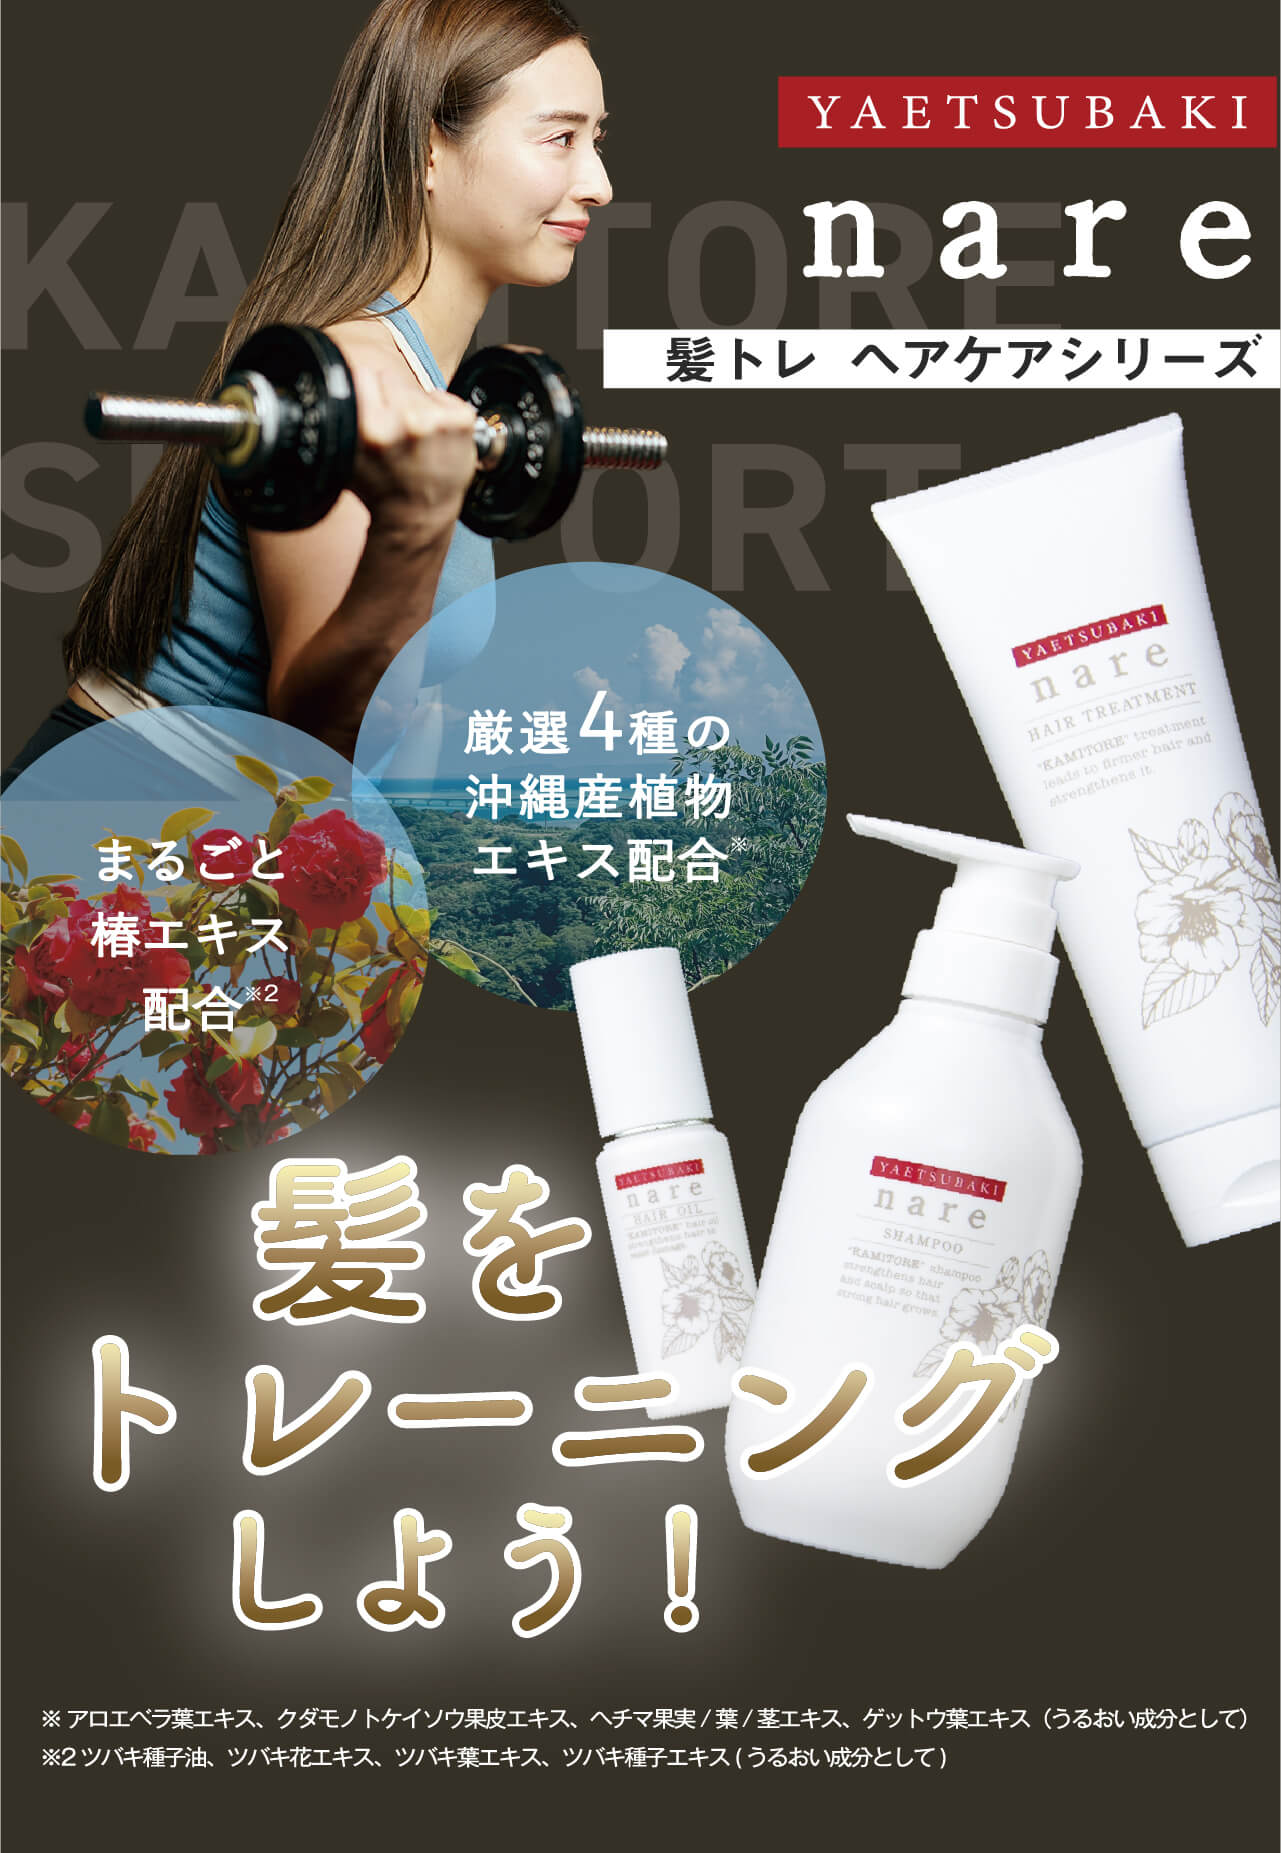 YAETSUBAKI
nare
髪トレ ヘアケアシリーズ
KAMITORE
SUPPORT
厳選4種の
沖縄産植物
エキス配合※
まるごと
椿エキス
配合※2
YAETSUBAKI
nare
HAIR TREATMENT
"KAMITORE" treatment
leads to firmer hair and
strengthens it.
YAETSUBAKI
nare
HAIR OIL
"KAMITORE" hair oil
strengthens hair to
YAETSUBAKI
nare
SHAMPOO
"KAMITORE" shampoo
strengthens hair
and scalp so that
strong hair grows.
髪を
トレーニング
しよう！
※ アロエベラ葉エキス、クダモノトケイソウ果皮エキス、ヘチマ果実 / 葉 / 茎エキス、ゲットウ葉エキス（うるおい成分として）
※2 ツバキ種子油、ツバキ花エキス、ツバキ葉エキス、ツバキ種子エキス ( うるおい成分として )